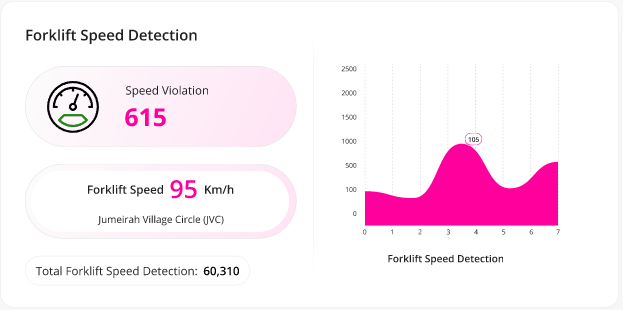 Forklift Speed Detection
Speed Violation
615
Forklift Speed 95 Km/h
Jumeirah Village Circle (JVC)
Total Forklift Speed Detection: 60,310
2500
2000
1500
1000
500
100
0
105
0 1 2 3 4 5 6 7
Forklift Speed Detection